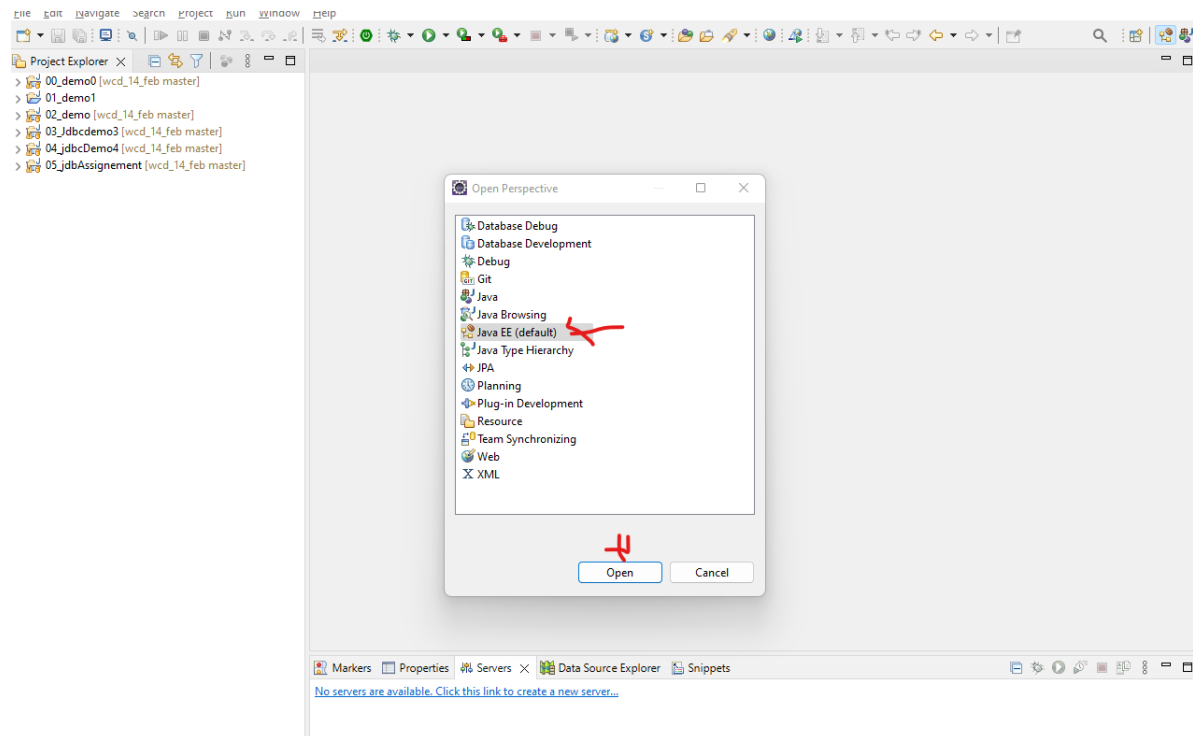 File Edit Navigate Search Project Run Window Help
Project Explorer
00_demo0 [wcd_14_feb master]
01_demo1
02_demo [wcd_14_feb master]
03_Jdbcdemo3 [wcd_14_feb master]
04_jdbcDemo4 [wcd_14_feb master]
05_jdbAssignement [wcd_14_feb master]
Open Perspective
Database Debug
Database Development
Debug
Git
Java
Java Browsing
Java EE (default)
Java Type Hierarchy
JPA
Planning
Plug-in Development
Resource
Team Synchronizing
Web
XML
Open Cancel
Markers Properties Servers Data Source Explorer Snippets
No servers are available. Click this link to create a new server...